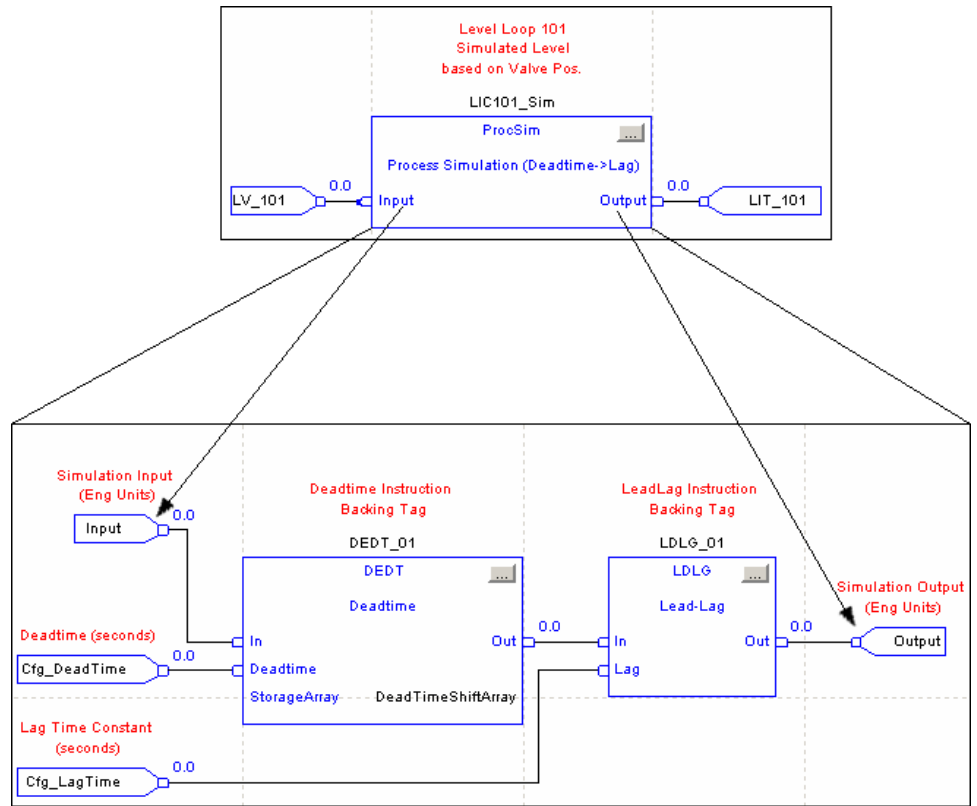 Level Loop 101
Simulated Level
based on Valve Pos.
LIC101_Sim
ProcSim
...
Process Simulation (Deadtime->Lag)
LV_101
0.0
Input
Output
0.0
LIT_101
Simulation Input
(Eng Units)
Input
0.0
Deadtime Instruction
Backing Tag
DEDT_01
DEDT
...
Deadtime
In
Out
0.0
Deadtime (seconds)
Cfg_DeadTime
0.0
Deadtime
StorageArray
DeadTimeShiftArray
LeadLag Instruction
Backing Tag
LDLG_01
LDLG
...
Lead-Lag
In
Out
0.0
Lag
Simulation Output
(Eng Units)
Output
Lag Time Constant
(seconds)
Cfg_LagTime
0.0